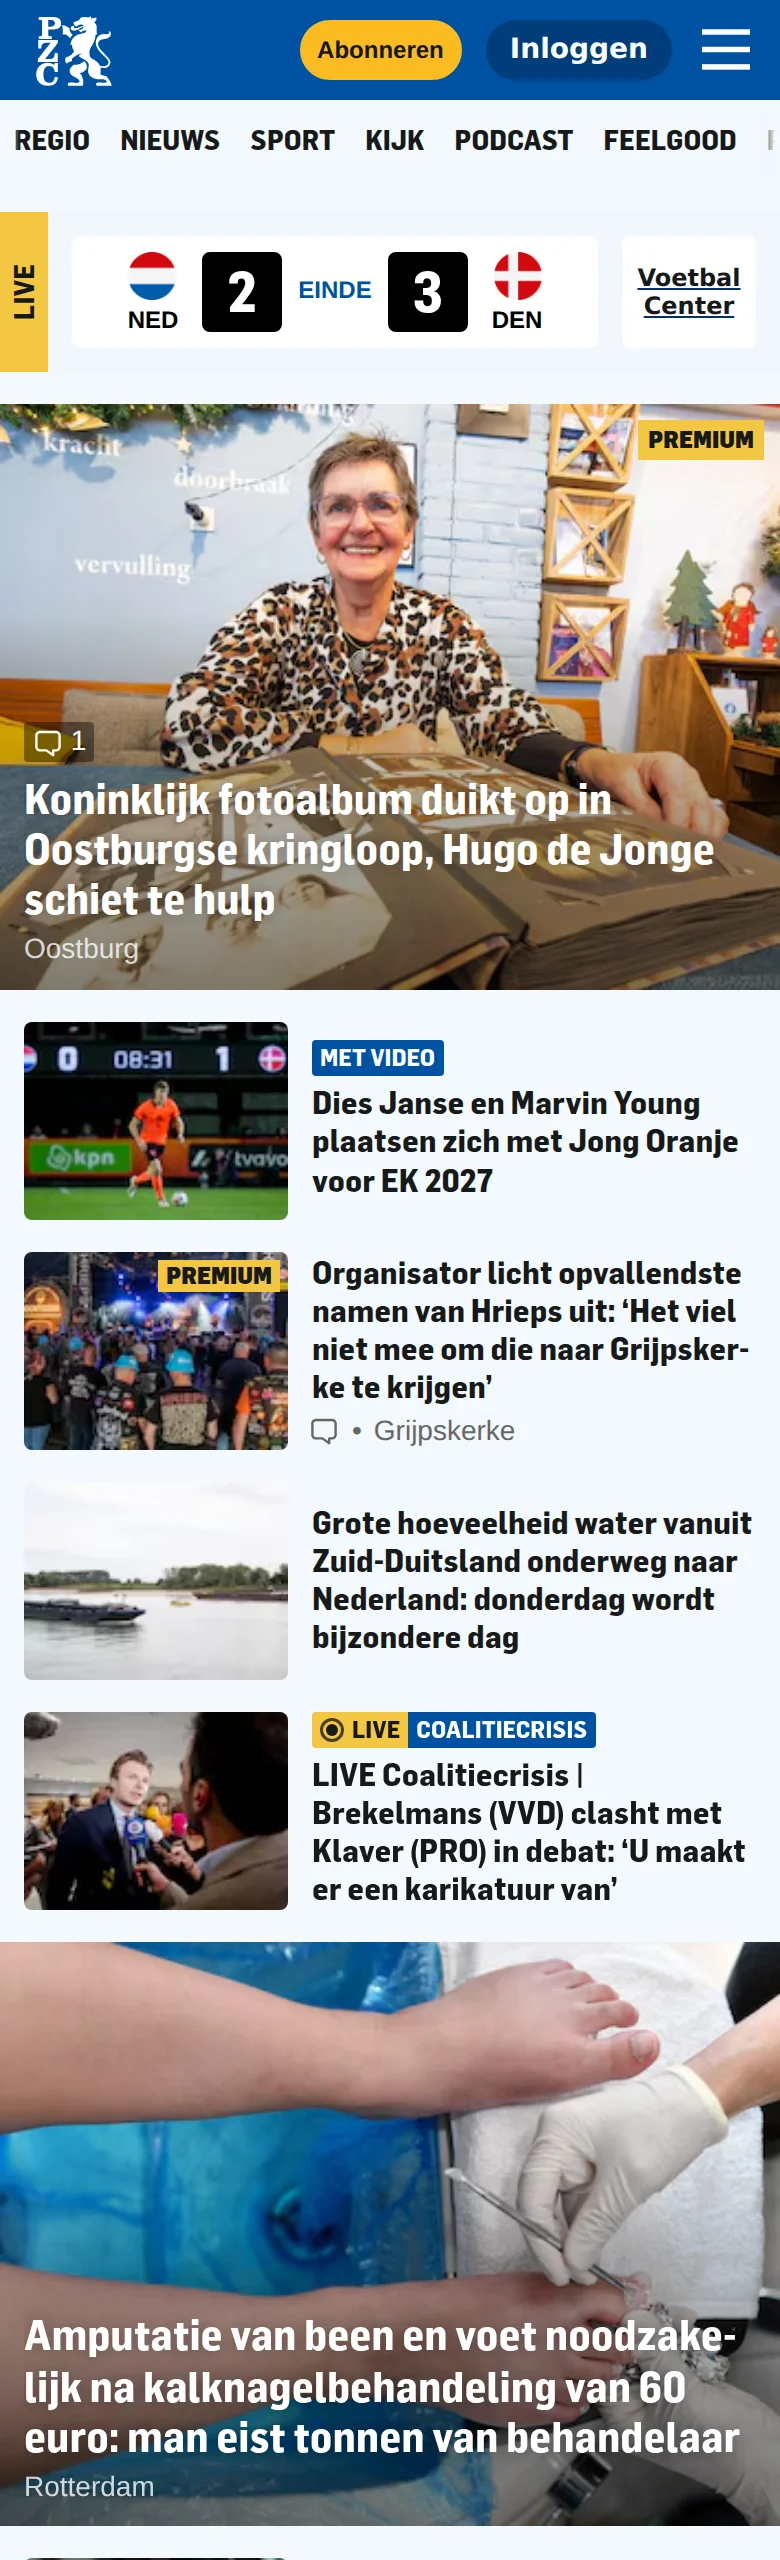 PZC
Abonneren
Inloggen
REGIO NIEUWS SPORT KIJK PODCAST FEELGOOD
LIVE
NED
2
EINDE
3
DEN
Voetbal
Center
kracht
doorbraak
vervulling
PREMIUM
1
Koninklijk fotoalbum duikt op in
Oostburgse kringloop, Hugo de Jonge
schiet te hulp
Oostburg
0 08:31 1
kpn
MET VIDEO
Dies Janse en Marvin Young
plaatsen zich met Jong Oranje
voor EK 2027
PREMIUM
Organisator licht opvallendste
namen van Hrieps uit: ‘Het viel
niet mee om die naar Grijpsker-
ke te krijgen’
• Grijpskerke
Grote hoeveelheid water vanuit
Zuid-Duitsland onderweg naar
Nederland: donderdag wordt
bijzondere dag
LIVE COALITIECRISIS
LIVE Coalitiecrisis |
Brekelmans (VVD) clasht met
Klaver (PRO) in debat: ‘U maakt
er een karikatuur van’
Amputatie van been en voet noodzake-
lijk na kalknagelbehandeling van 60
euro: man eist tonnen van behandelaar
Rotterdam